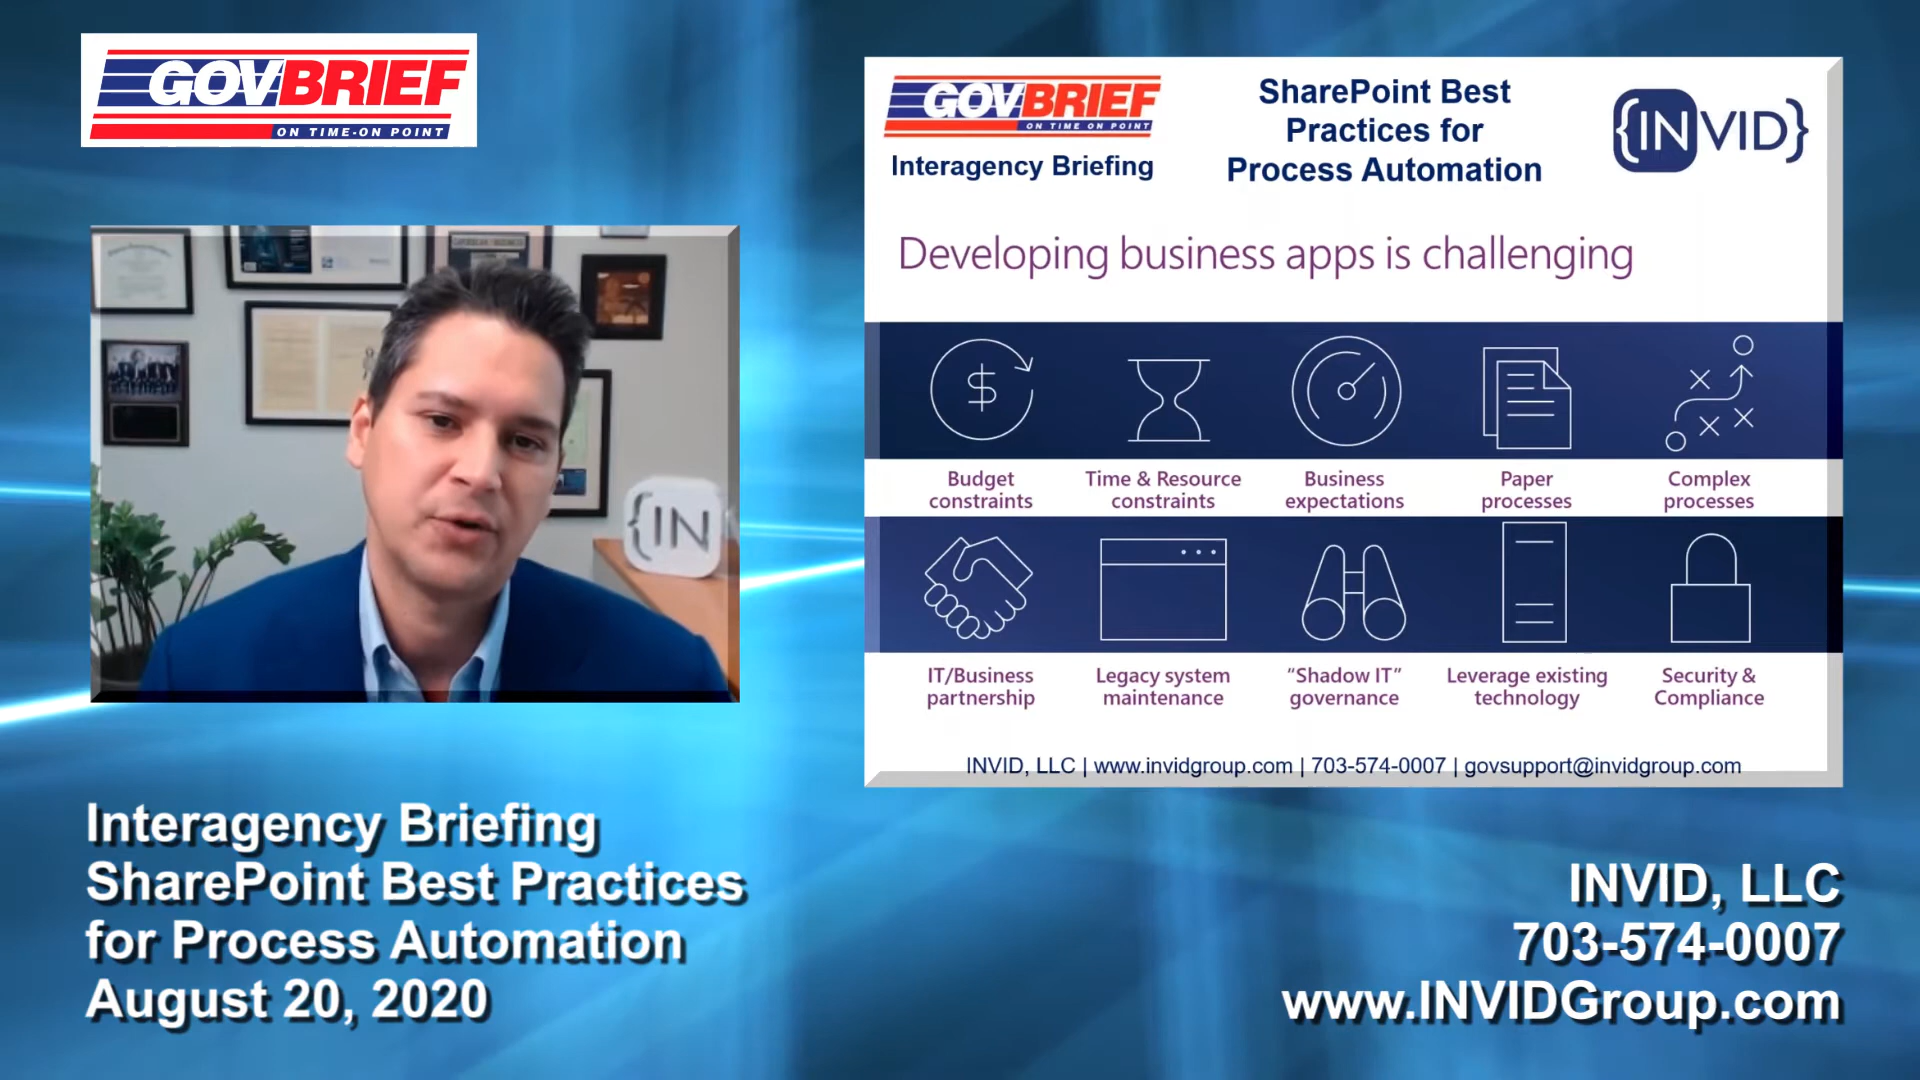 GOVBRIEF
ON TIME-ON POINT
GOVBRIEF
ON TIME ON POINT
Interagency Briefing
SharePoint Best
Practices for
Process Automation
{INVID}
Developing business apps is challenging
Budget
constraints
Time & Resource
constraints
Business
expectations
Paper
processes
Complex
processes
IT/Business
partnership
Legacy system
maintenance
“Shadow IT”
governance
Leverage existing
technology
Security &
Compliance
INVID, LLC | www.invidgroup.com | 703-574-0007 | govsupport@invidgroup.com
{IN
Interagency Briefing
SharePoint Best Practices
for Process Automation
August 20, 2020
INVID, LLC
703-574-0007
www.INVIDGroup.com